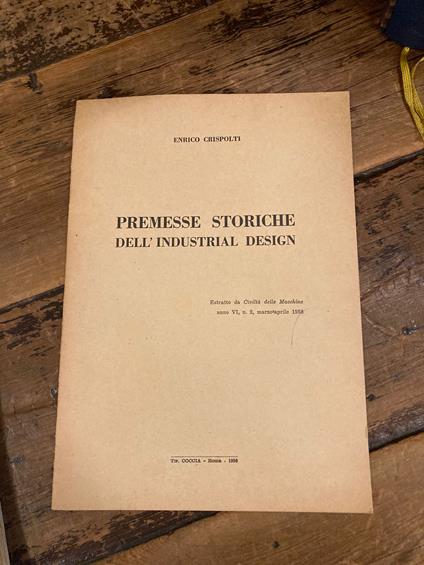 ENRICO CRISPOLTI
PREMESSE STORICHE
DELL'INDUSTRIAL DESIGN
Estratto da Civiltà delle Macchine
anno VI, n. 2, marzo-aprile 1958
Tip. COCCIA - Roma - 1958